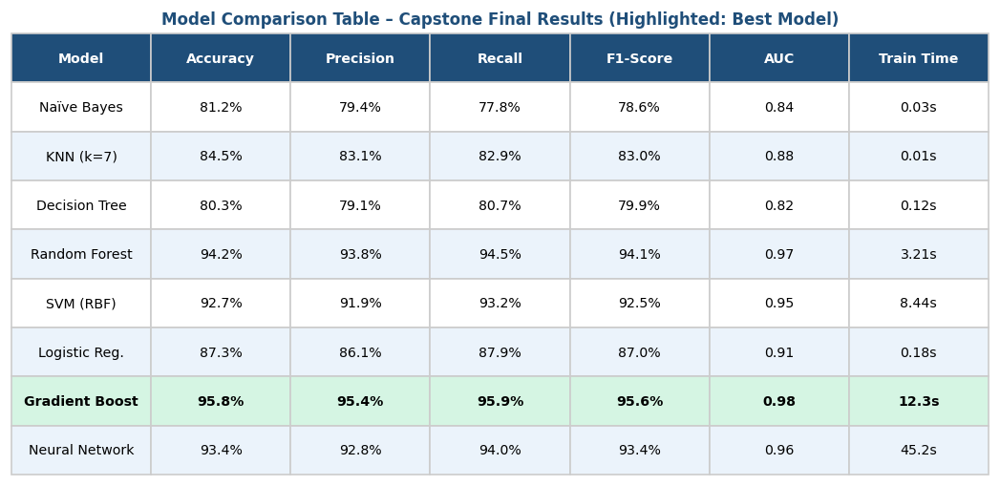 Model Comparison Table – Capstone Final Results (Highlighted: Best Model)
Model Accuracy Precision Recall F1-Score AUC Train Time
Naïve Bayes 81.2% 79.4% 77.8% 78.6% 0.84 0.03s
KNN (k=7) 84.5% 83.1% 82.9% 83.0% 0.88 0.01s
Decision Tree 80.3% 79.1% 80.7% 79.9% 0.82 0.12s
Random Forest 94.2% 93.8% 94.5% 94.1% 0.97 3.21s
SVM (RBF) 92.7% 91.9% 93.2% 92.5% 0.95 8.44s
Logistic Reg. 87.3% 86.1% 87.9% 87.0% 0.91 0.18s
Gradient Boost 95.8% 95.4% 95.9% 95.6% 0.98 12.3s
Neural Network 93.4% 92.8% 94.0% 93.4% 0.96 45.2s